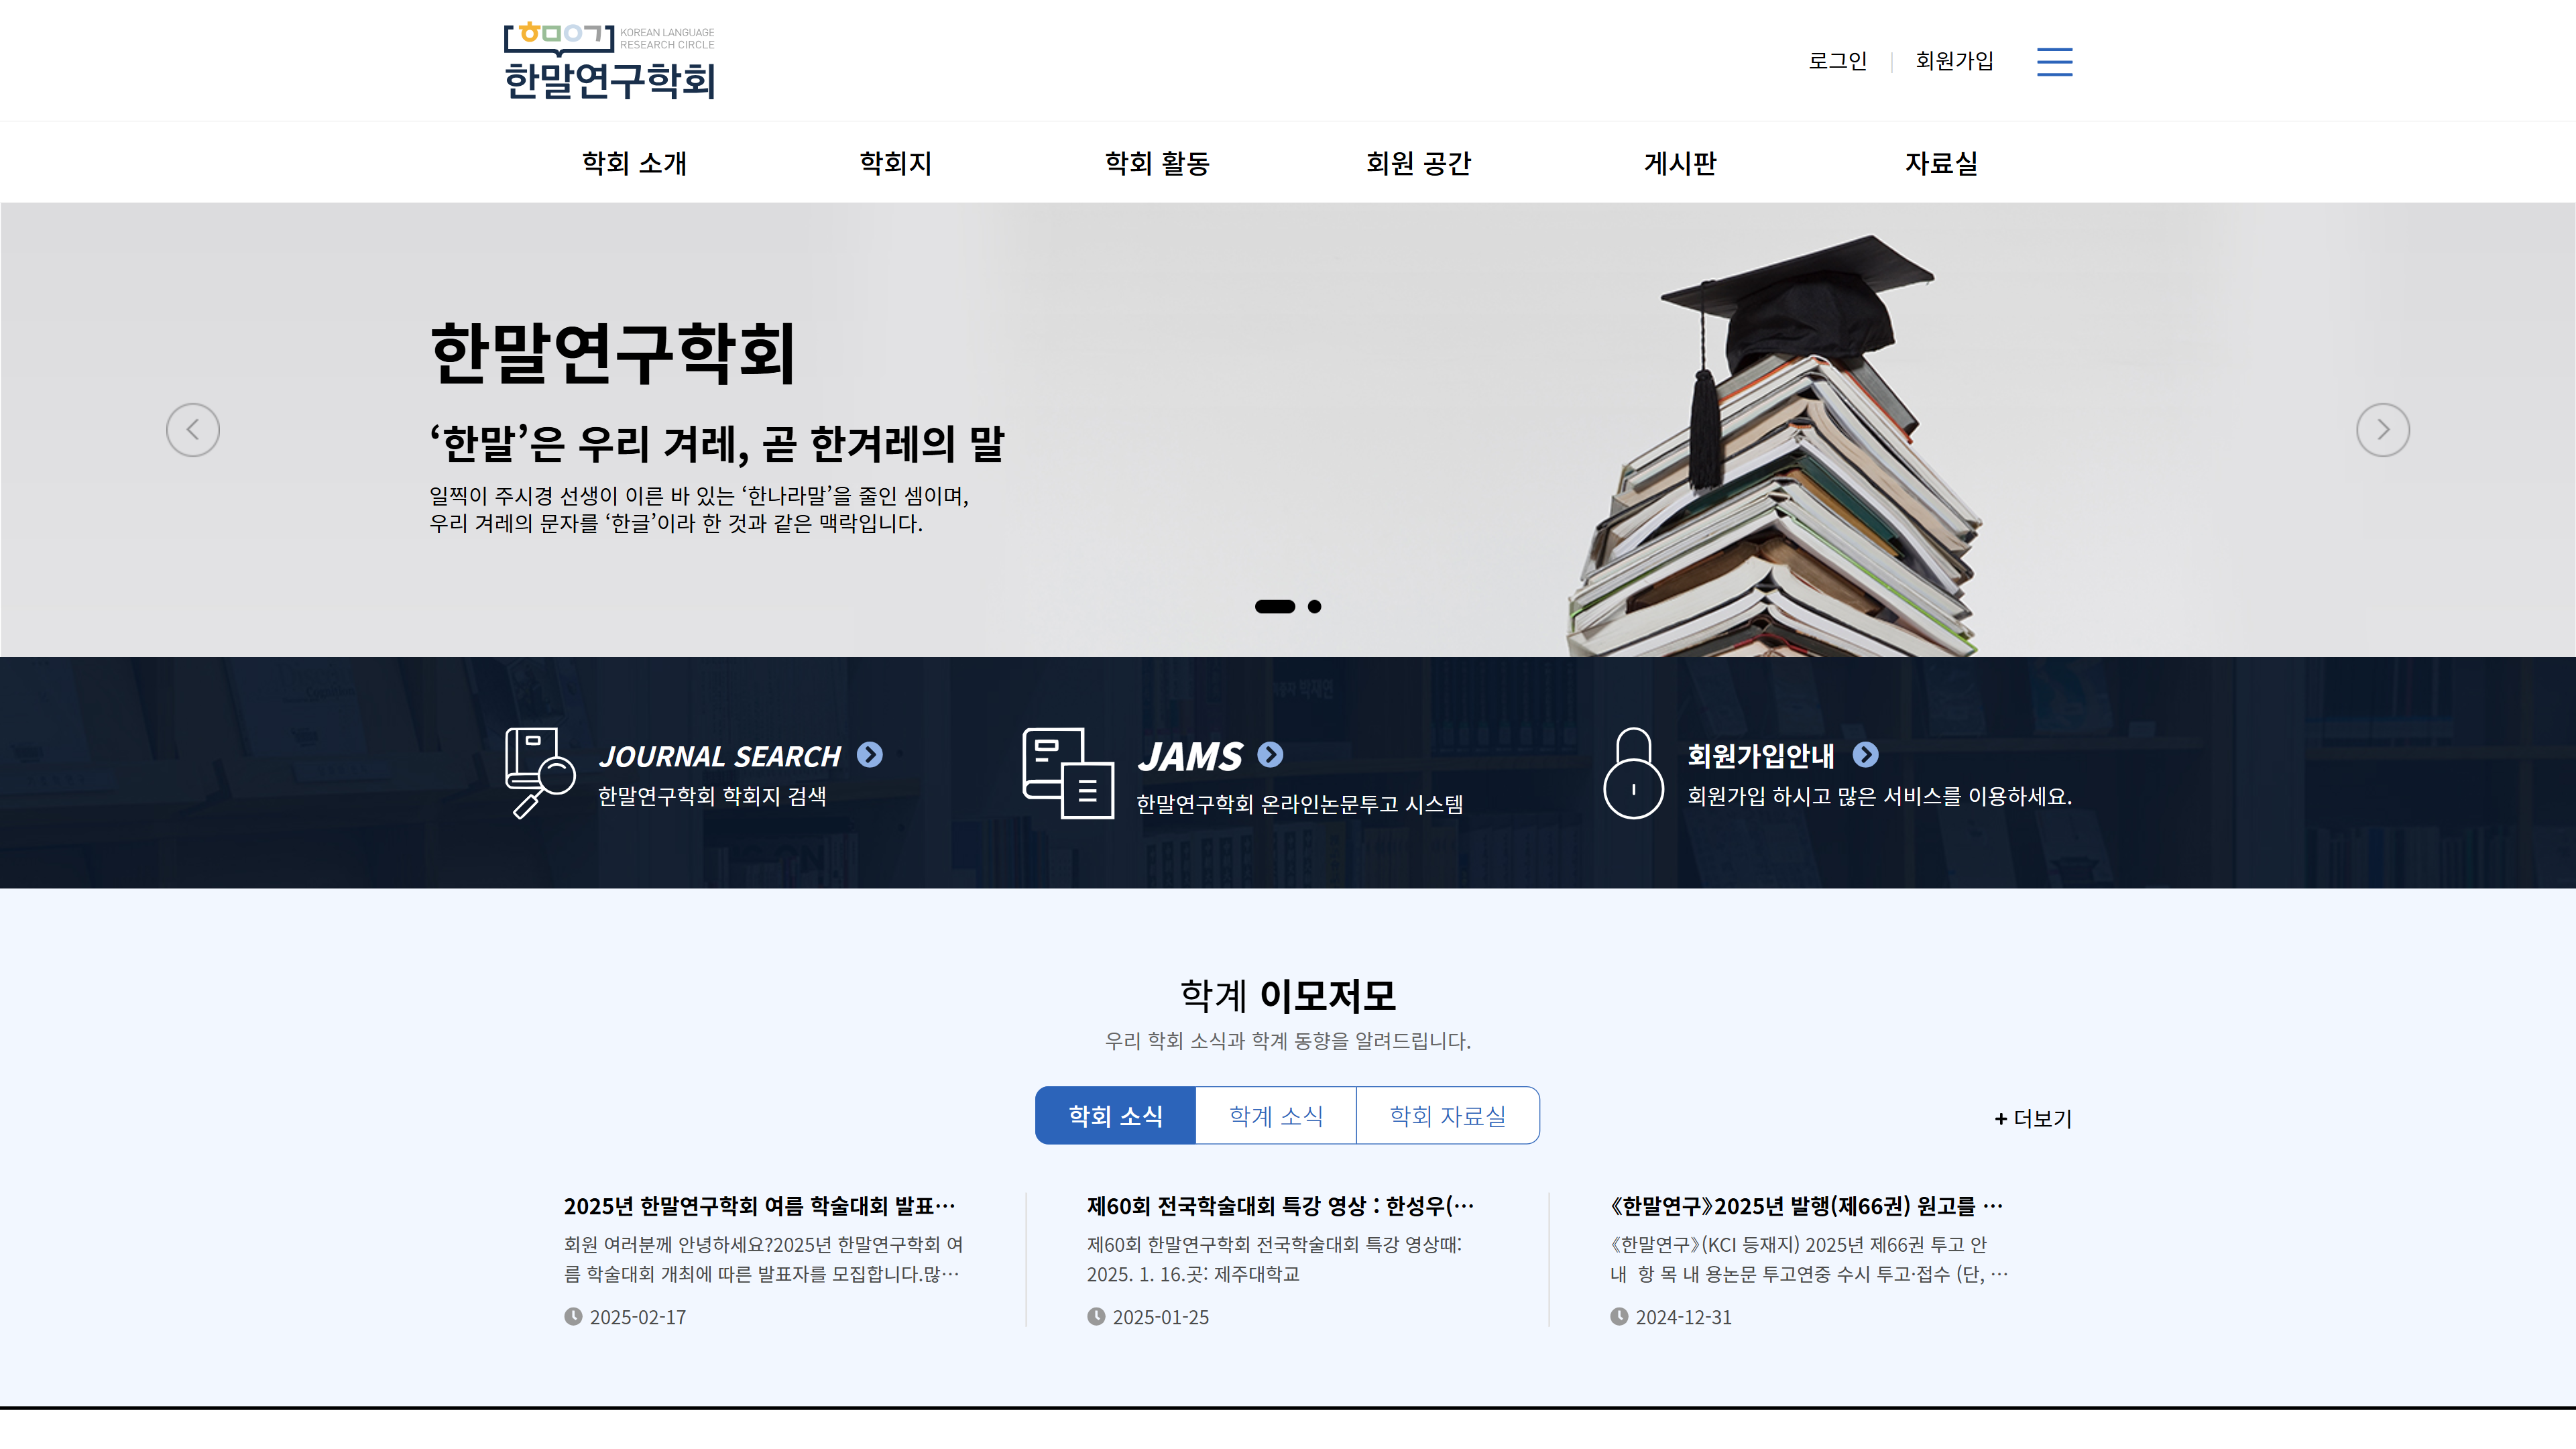 KOREAN LANGUAGE
RESEARCH CIRCLE
한말연구학회
로그인
회원가입
학회 소개
학회지
학회 활동
회원 공간
게시판
자료실
한말연구학회
‘한말’은 우리 겨레, 곧 한겨레의 말
일찍이 주시경 선생이 이른 바 있는 ‘한나라말’을 줄인 셈이며,
우리 겨레의 문자를 ‘한글’이라 한 것과 같은 맥락입니다.
JOURNAL SEARCH
한말연구학회 학회지 검색
JAMS
한말연구학회 온라인논문투고 시스템
회원가입안내
회원가입 하시고 많은 서비스를 이용하세요.
학계 이모저모
우리 학회 소식과 학계 동향을 알려드립니다.
학회 소식
학계 소식
학회 자료실
+ 더보기
2025년 한말연구학회 여름 학술대회 발표…
회원 여러분께 안녕하세요?2025년 한말연구학회 여
름 학술대회 개최에 따른 발표자를 모집합니다.많…
2025-02-17
제60회 전국학술대회 특강 영상 : 한성우(…
제60회 한말연구학회 전국학술대회 특강 영상때:
2025. 1. 16.곳: 제주대학교
2025-01-25
《한말연구》2025년 발행(제66권) 원고를 …
《한말연구》(KCI 등재지) 2025년 제66권 투고 안
내 항 목 내 용논문 투고연중 수시 투고·접수 (단, …
2024-12-31